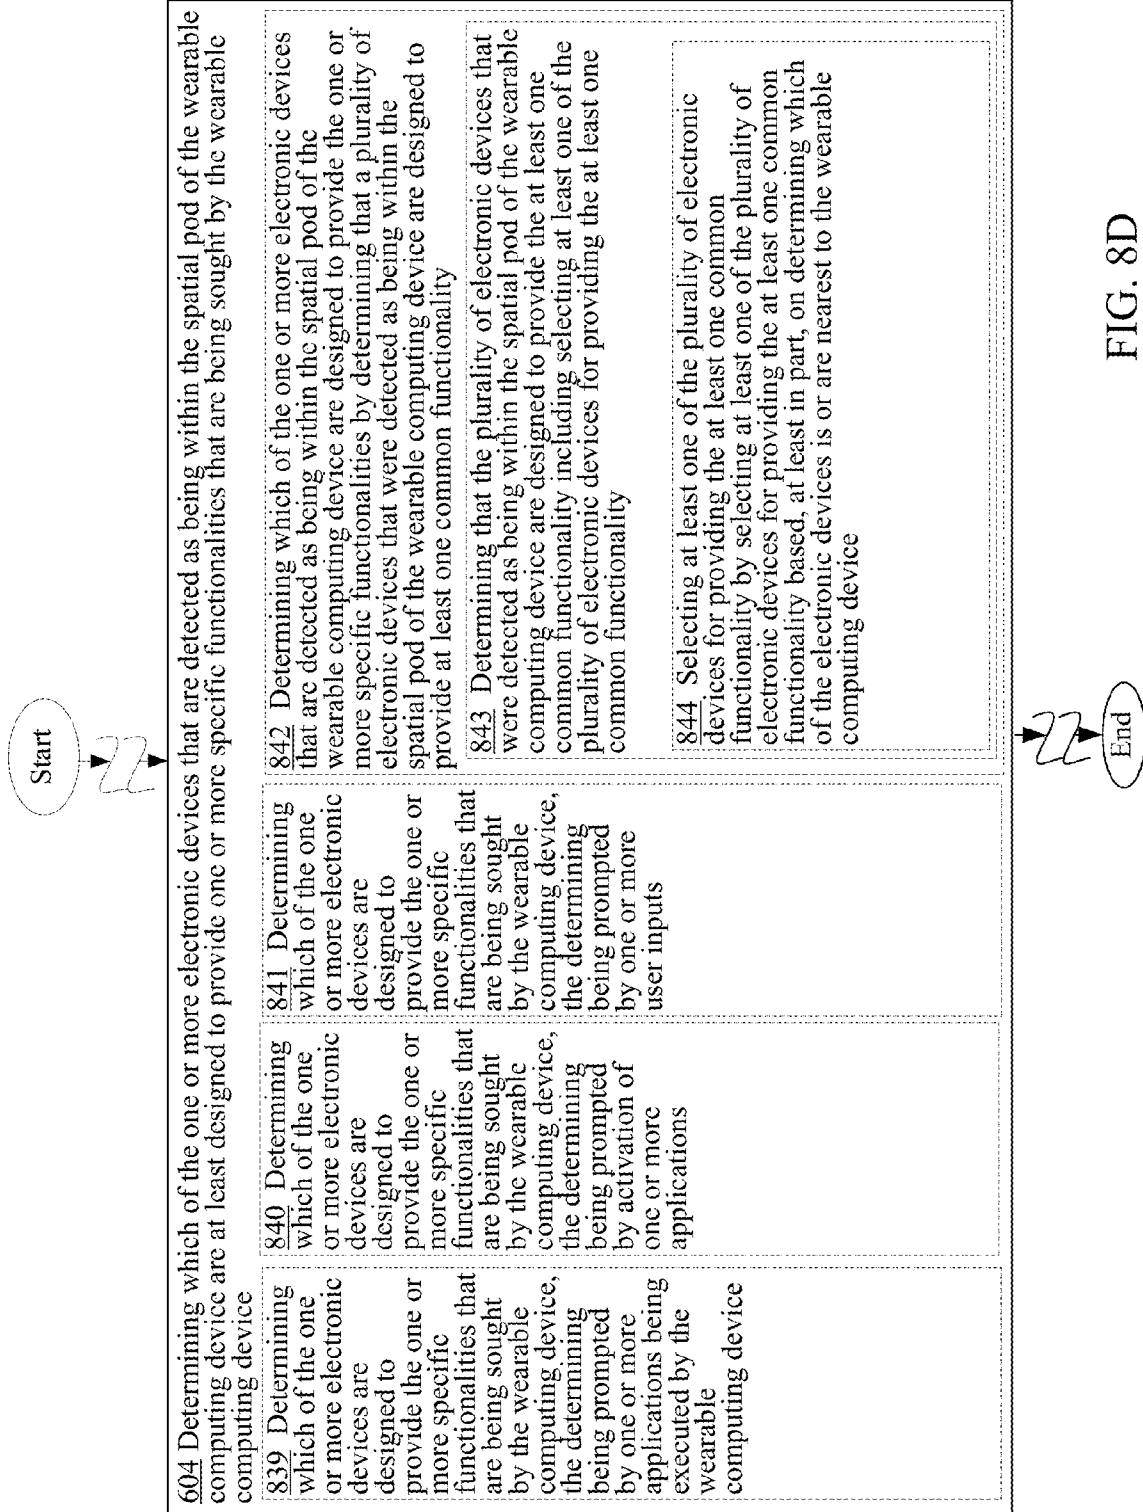 Start
604 Determining which of the one or more electronic devices that are detected as being within the spatial pod of the wearable
computing device are at least designed to provide one or more specific functionalities that are being sought by the wearable
computing device
839 Determining
which of the one
or more electronic
devices are
designed to
provide the one or
more specific
functionalities that
are being sought
by the wearable
computing device,
the determining
being prompted
by one or more
applications being
executed by the
wearable
computing device
840 Determining
which of the one
or more electronic
devices are
designed to
provide the one or
more specific
functionalities that
are being sought
by the wearable
computing device,
the determining
being prompted
by activation of
one or more
applications
841 Determining
which of the one
or more electronic
devices are
designed to
provide the one or
more specific
functionalities that
are being sought
by the wearable
computing device,
the determining
being prompted
by one or more
user inputs
842 Determining which of the one or more electronic devices
that are detected as being within the spatial pod of the
wearable computing device are designed to provide the one or
more specific functionalities by determining that a plurality of
electronic devices that were detected as being within the
spatial pod of the wearable computing device are designed to
provide at least one common functionality
843 Determining that the plurality of electronic devices that
were detected as being within the spatial pod of the wearable
computing device are designed to provide the at least one
common functionality including selecting at least one of the
plurality of electronic devices for providing the at least one
common functionality
844 Selecting at least one of the plurality of electronic
devices for providing the at least one common
functionality by selecting at least one of the plurality of
electronic devices for providing the at least one common
functionality based, at least in part, on determining which
of the electronic devices is or are nearest to the wearable
computing device
End
FIG. 8D